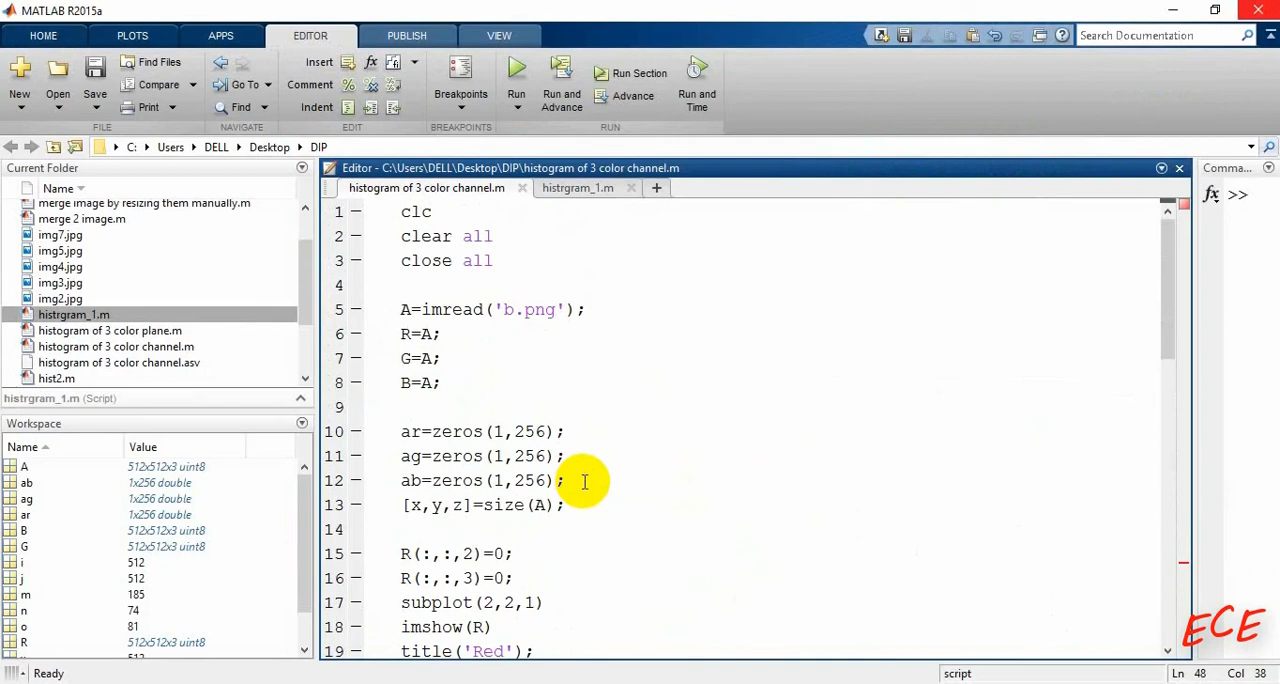 MATLAB R2015a
HOME PLOTS APPS EDITOR PUBLISH VIEW Search Documentation
New Open Save Find Files Compare Print Go To Find Insert Comment Indent Breakpoints Run Run and Advance Run Section Advance Run and Time
FILE NAVIGATE EDIT BREAKPOINTS RUN
C: Users DELL Desktop DIP
Current Folder
Name
merge image by resizing them manually.m
merge 2 image.m
img7.jpg
img5.jpg
img4.jpg
img3.jpg
img2.jpg
histrgram_1.m
histogram of 3 color plane.m
histogram of 3 color channel.m
histogram of 3 color channel.asv
hist2.m
histrgram_1.m (Script)
Workspace
Name Value
A 512x512x3 uint8
ab 1x256 double
ag 1x256 double
ar 1x256 double
B 512x512x3 uint8
G 512x512x3 uint8
i 512
j 512
m 185
n 74
o 81
R 512x512x3 uint8
Editor - C:\Users\DELL\Desktop\DIP\histogram of 3 color channel.m
histogram of 3 color channel.m histrgram_1.m
1 clc
2 clear all
3 close all
4
5 A=imread('b.png');
6 R=A;
7 G=A;
8 B=A;
9
10 ar=zeros(1,256);
11 ag=zeros(1,256);
12 ab=zeros(1,256);
13 [x,y,z]=size(A);
14
15 R(:,:,2)=0;
16 R(:,:,3)=0;
17 subplot(2,2,1)
18 imshow(R)
19 title('Red');
Comma...
fx >>
ECE
Ready script Ln 48 Col 38